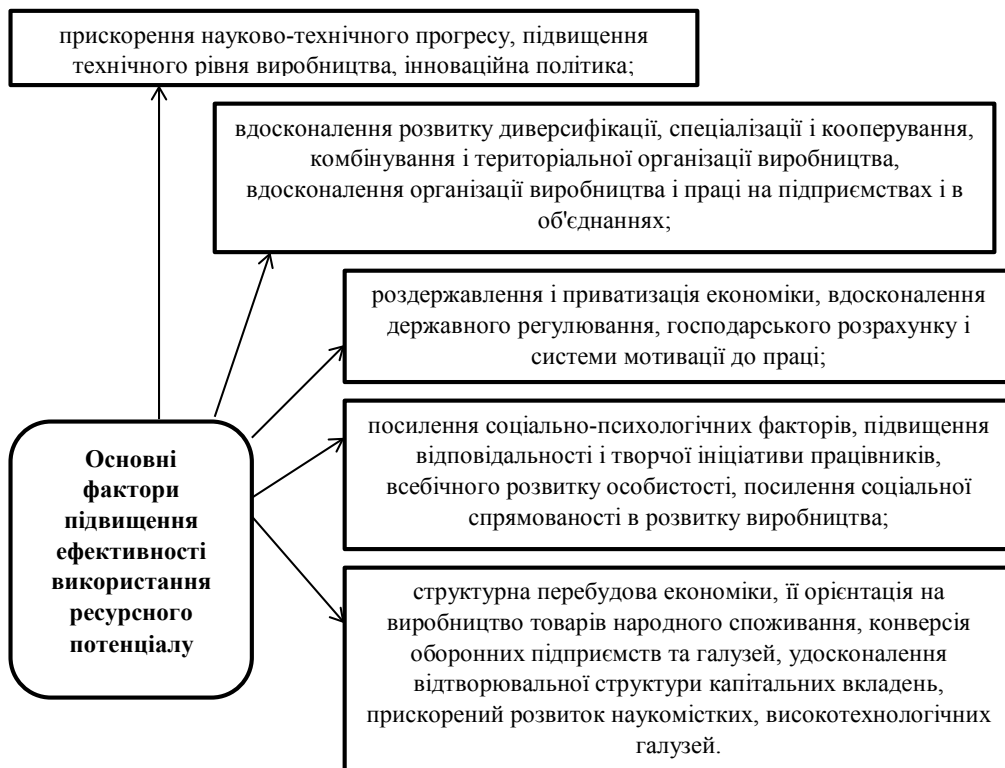 прискорення науково-технічного прогресу, підвищення
технічного рівня виробництва, інноваційна політика;
вдосконалення розвитку диверсифікації, спеціалізації і кооперування,
комбінування і територіальної організації виробництва,
вдосконалення організації виробництва і праці на підприємствах і в
об'єднаннях;
роздержавлення і приватизація економіки, вдосконалення
державного регулювання, господарського розрахунку і
системи мотивації до праці;
посилення соціально-психологічних факторів, підвищення
відповідальності і творчої ініціативи працівників,
всебічного розвитку особистості, посилення соціальної
спрямованості в розвитку виробництва;
Основні
фактори
підвищення
ефективності
використання
ресурсного
потенціалу
структурна перебудова економіки, її орієнтація на
виробництво товарів народного споживання, конверсія
оборонних підприємств та галузей, удосконалення
відтворювальної структури капітальних вкладень,
прискорений розвиток наукомістких, високотехнологічних
галузей.